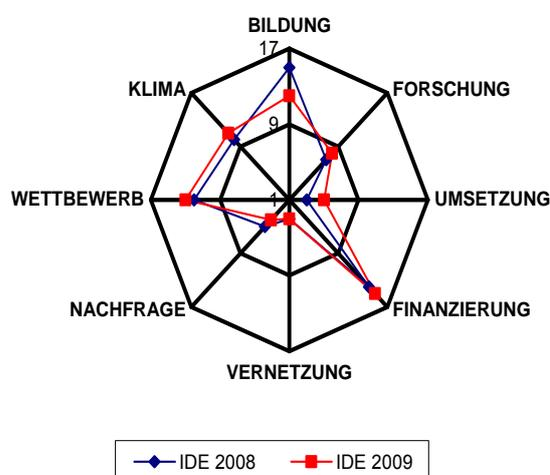 BILDUNG
17
KLIMA
FORSCHUNG
9
WETTBEWERB
1
UMSETZUNG
NACHFRAGE
FINANZIERUNG
VERNETZUNG
IDE 2008
IDE 2009